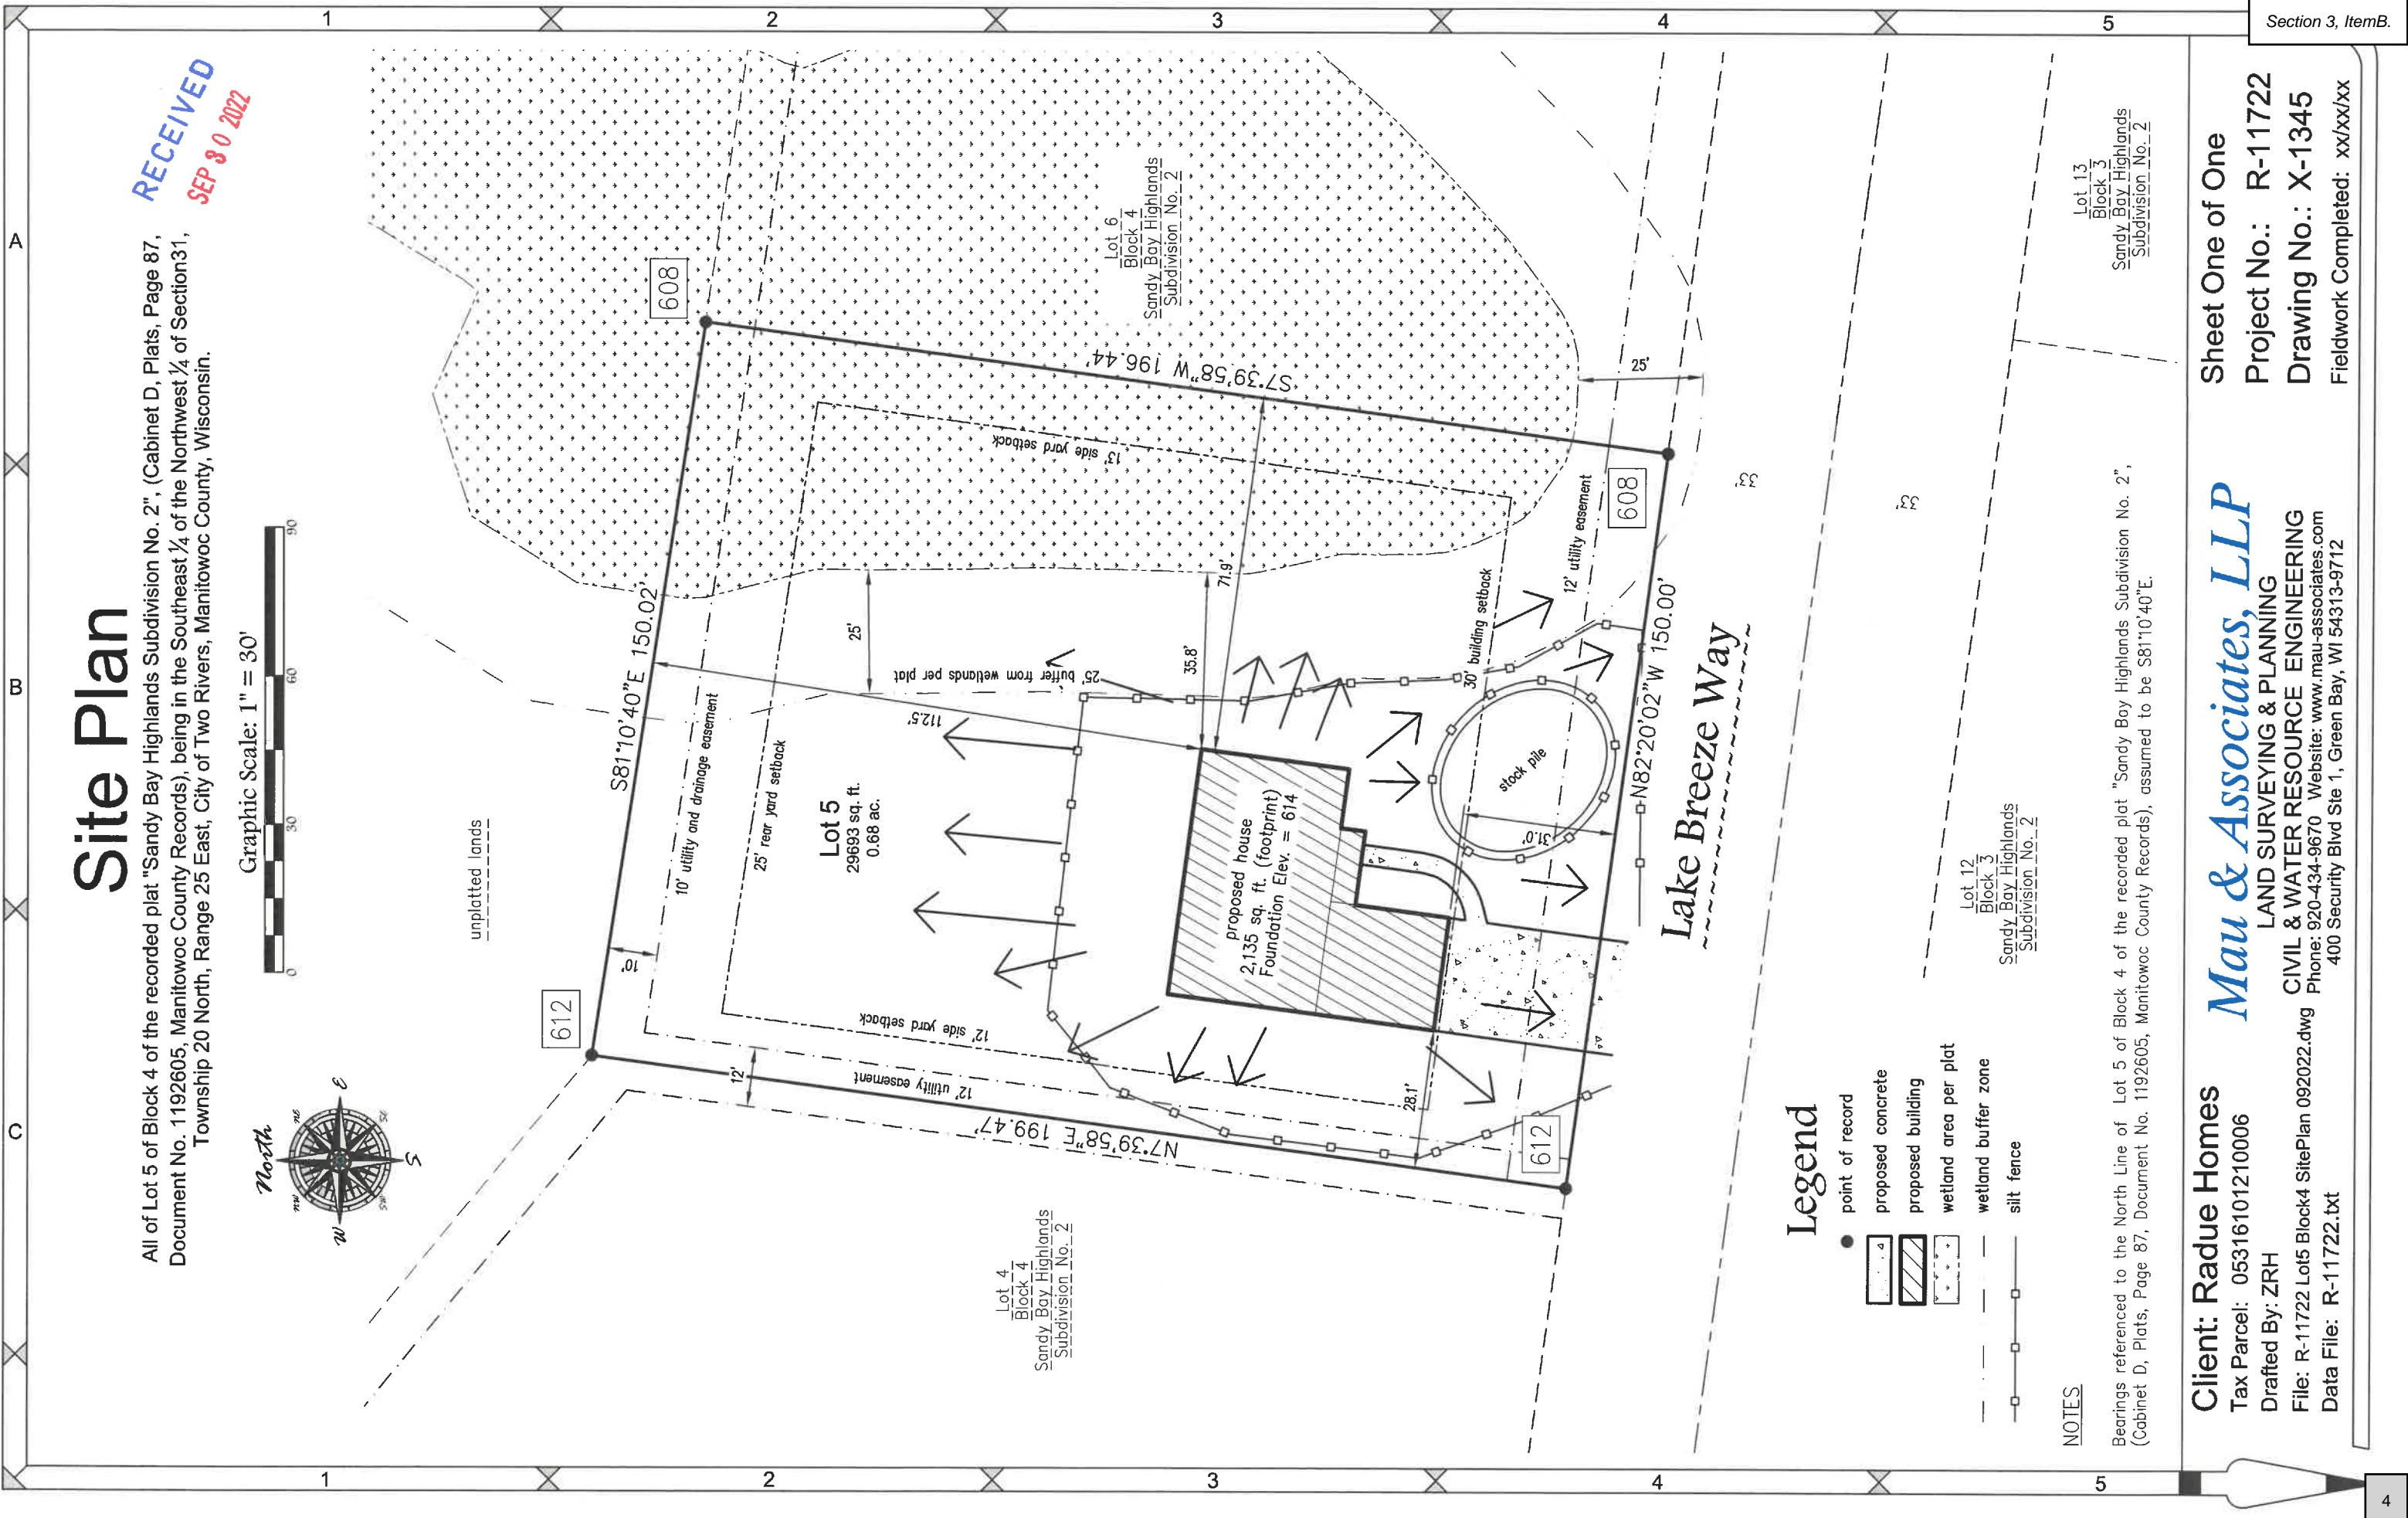 Section 3, ItemB.
Site Plan
All of Lot 5 of Block 4 of the recorded plat "Sandy Bay Highlands Subdivision No. 2", (Cabinet D, Plats, Page 87,
Document No. 1192605, Manitowoc County Records), being in the Southeast ¼ of the Northwest ¼ of Section31,
Township 20 North, Range 25 East, City of Two Rivers, Manitowoc County, Wisconsin.
RECEIVED
SEP 30 2022
Graphic Scale: 1" = 30'
0
30
60
90
North
nw
ne
W
E
sw
se
S
unplatted lands
612
608
S81°10'40"E 150.02'
10'
10' utility and drainage easement
25' rear yard setback
Lot 5
29693 sq. ft.
0.68 ac.
25'
25' buffer from wetlands per plat
112.5'
35.8'
71.9'
13' side yard setback
S7°39'58"W 196.44'
12' side yard setback
12'
12' utility easement
N7°39'58"E 199.47'
proposed house
2,135 sq. ft. (footprint)
Foundation Elev. = 614
28.1'
31.0'
stock pile
30' building setback
12' utility easement
25'
612
608
N82°20'02"W 150.00'
Lake Breeze Way
33'
33'
Lot 4
Block 4
Sandy Bay Highlands
Subdivision No. 2
Lot 6
Block 4
Sandy Bay Highlands
Subdivision No. 2
Lot 12
Block 3
Sandy Bay Highlands
Subdivision No. 2
Lot 13
Block 3
Sandy Bay Highlands
Subdivision No. 2
Legend
point of record
proposed concrete
proposed building
wetland area per plat
wetland buffer zone
silt fence
NOTES
Bearings referenced to the North Line of Lot 5 of Block 4 of the recorded plat "Sandy Bay Highlands Subdivision No. 2",
(Cabinet D, Plats, Page 87, Document No. 1192605, Manitowoc County Records), assumed to be S81°10'40"E.
Client: Radue Homes
Tax Parcel: 05316101210006
Drafted By: ZRH
File: R-11722 Lot5 Block4 SitePlan 092022.dwg
Data File: R-11722.txt
Mau & Associates, LLP
LAND SURVEYING & PLANNING
CIVIL & WATER RESOURCE ENGINEERING
Phone: 920-434-9670 Website: www.mau-associates.com
400 Security Blvd Ste 1, Green Bay, WI 54313-9712
Sheet One of One
Project No.: R-11722
Drawing No.: X-1345
Fieldwork Completed: xx/xx/xx
1
2
3
4
5
1
2
3
4
5
A
B
C
4